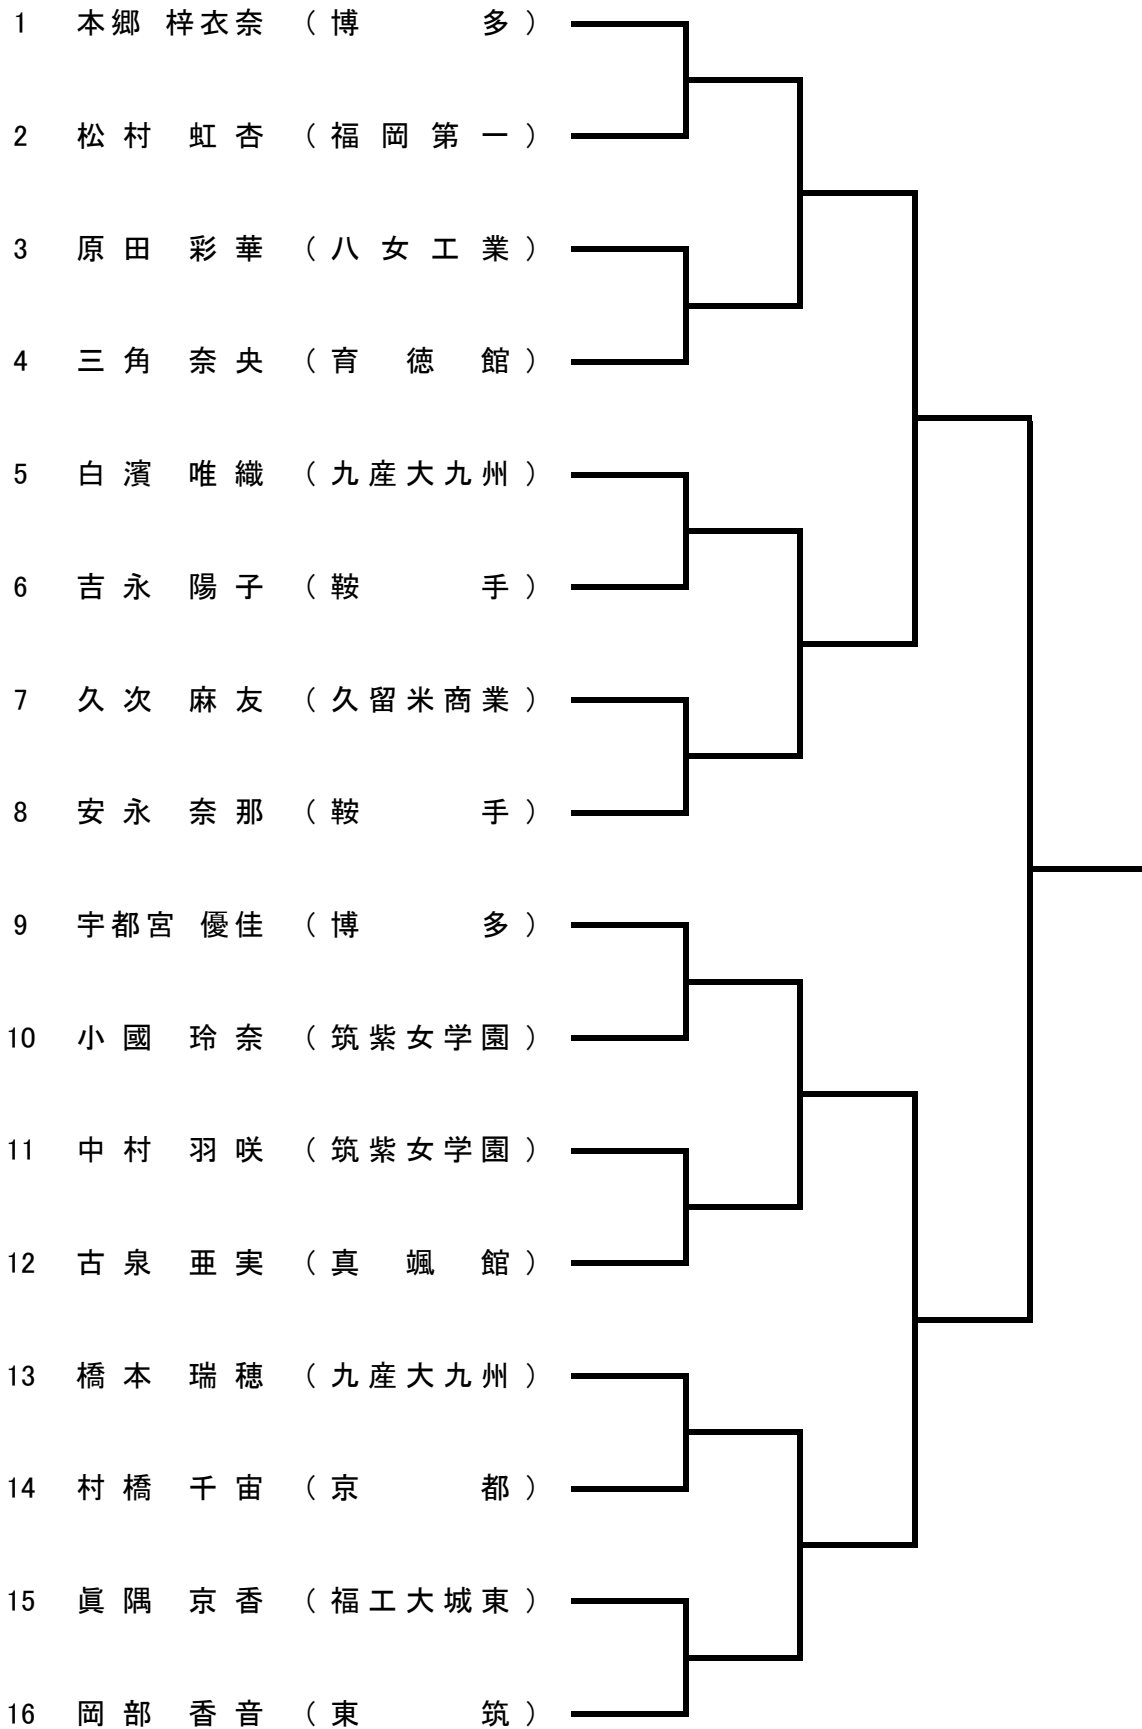 1 本郷 梓衣奈 （博多）
2 松村 虹杏 （福岡第一）
3 原田 彩華 （八女工業）
4 三角 奈央 （育徳館）
5 白濱 唯織 （九産大九州）
6 吉永 陽子 （鞍手）
7 久次 麻友 （久留米商業）
8 安永 奈那 （鞍手）
9 宇都宮 優佳 （博多）
10 小國 玲奈 （筑紫女学園）
11 中村 羽咲 （筑紫女学園）
12 古泉 亜実 （真颯館）
13 橋本 瑞穂 （九産大九州）
14 村橋 千宙 （京都）
15 眞隅 京香 （福工大城東）
16 岡部 香音 （東筑）